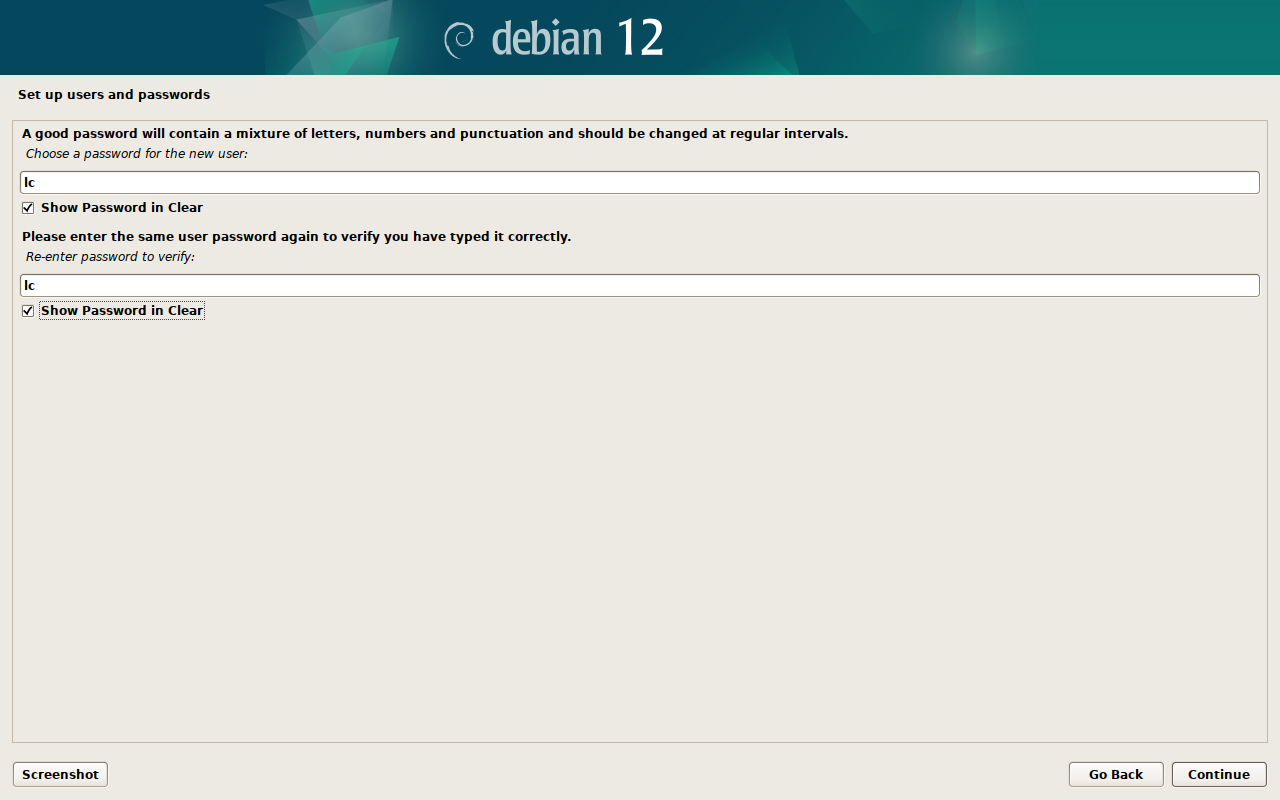 debian 12
Set up users and passwords
A good password will contain a mixture of letters, numbers and punctuation and should be changed at regular intervals.
Choose a password for the new user:
lc
Show Password in Clear
Please enter the same user password again to verify you have typed it correctly.
Re-enter password to verify:
lc
Show Password in Clear
Screenshot
Go Back
Continue